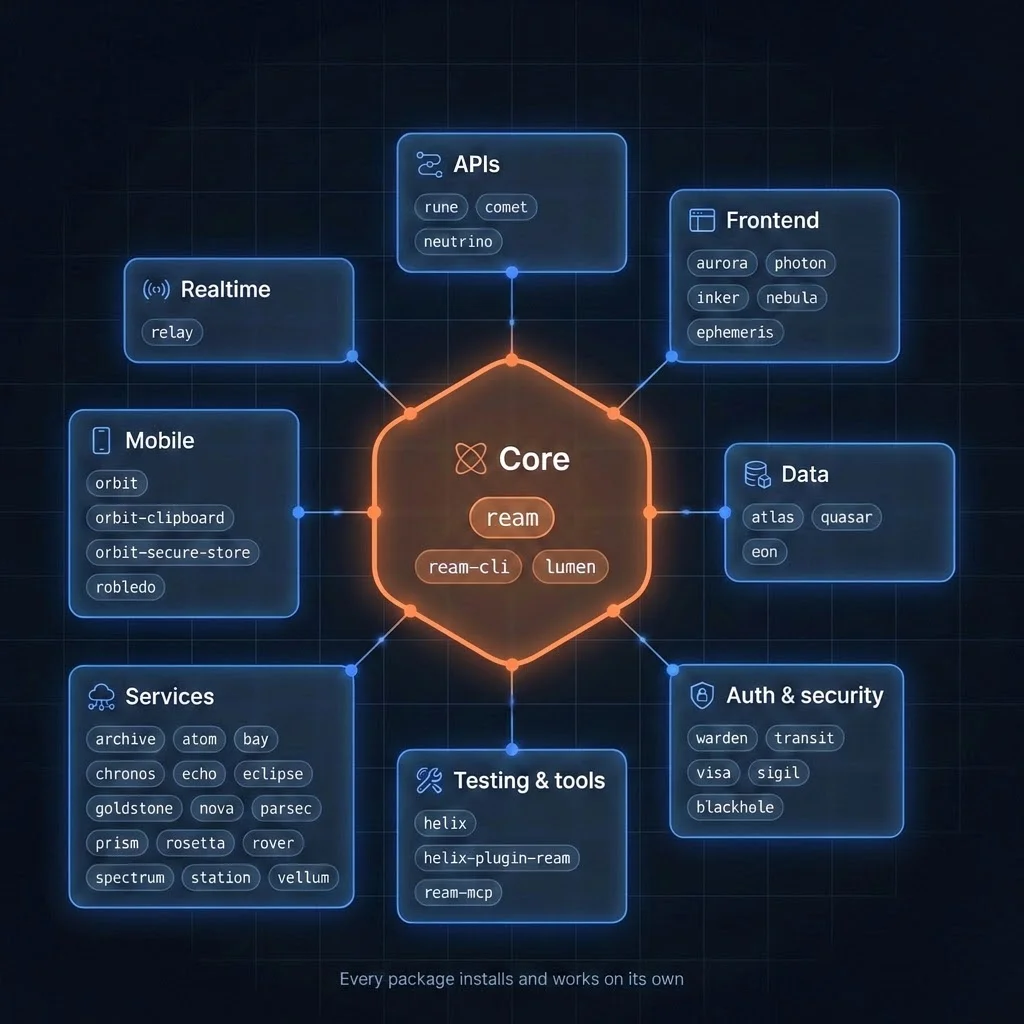 APIs
rune comet
neutrino
Frontend
aurora photon
inker nebula
ephemeris
Realtime
relay
Mobile
orbit
orbit-clipboard
orbit-secure-store
robledo
Core
ream
ream-cli lumen
Data
atlas quasar
eon
Services
archive atom bay
chronos echo eclipse
goldstone nova parsec
prism rosetta rover
spectrum station vellum
Testing & tools
helix
helix-plugin-ream
ream-mcp
Auth & security
warden transit
visa sigil
blackhole
Every package installs and works on its own